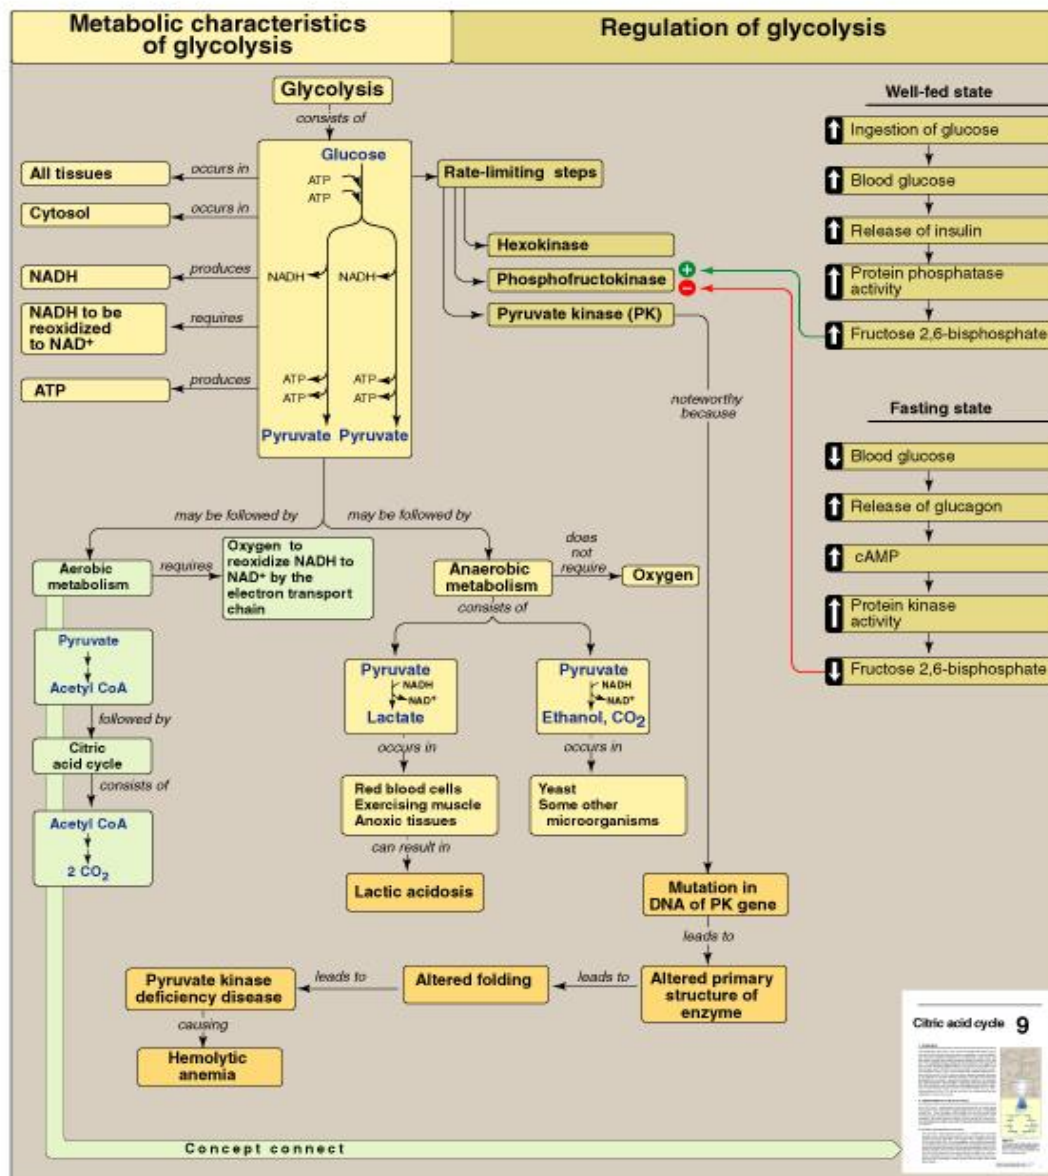 Metabolic characteristics
of glycolysis
Regulation of glycolysis
Glycolysis
consists of
Glucose
ATP
ATP
NADH
NADH
ATP
ATP
ATP
ATP
Pyruvate
Pyruvate
All tissues
occurs in
Cytosol
occurs in
NADH
produces
NADH to be
reoxidized
to NAD+
requires
ATP
produces
Rate-limiting steps
Hexokinase
Phosphofructokinase
+
–
Pyruvate kinase (PK)
noteworthy
because
Well-fed state
Ingestion of glucose
Blood glucose
Release of insulin
Protein phosphatase
activity
Fructose 2,6-bisphosphate
Fasting state
Blood glucose
Release of glucagon
cAMP
Protein kinase
activity
Fructose 2,6-bisphosphate
may be followed by
may be followed by
Aerobic
metabolism
requires
Oxygen to
reoxidize NADH to
NAD+ by the
electron transport
chain
Anaerobic
metabolism
does
not
require
Oxygen
consists of
Pyruvate
Acetyl CoA
followed by
Citric
acid cycle
consists of
Acetyl CoA
2 CO2
Pyruvate
NADH
NAD+
Lactate
occurs in
Red blood cells
Exercising muscle
Anoxic tissues
can result in
Lactic acidosis
Pyruvate
NADH
NAD+
Ethanol, CO2
occurs in
Yeast
Some other
microorganisms
Mutation in
DNA of PK gene
leads to
Altered primary
structure of
enzyme
leads to
Altered folding
leads to
Pyruvate kinase
deficiency disease
causing
Hemolytic
anemia
Citric acid cycle 9
Concept connect